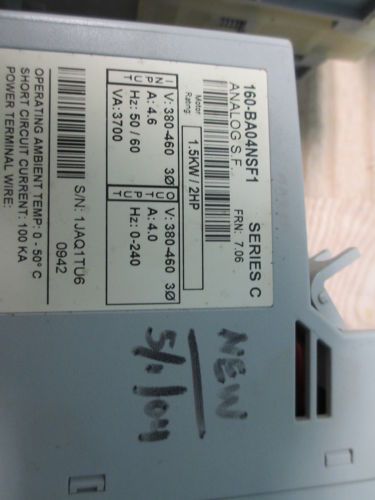 160-BA04NSF1 SERIES C
ANALOG S.F. FRN: 7.06
Motor Rating: 1.5KW / 2HP
INPUT V: 380-460 3Ø
A: 4.6
Hz: 50 / 60
VA: 3700
OUTPUT V: 380-460 3Ø
A: 4.0
Hz: 0-240
S/N: 1JAQ1TU6
0942
OPERATING AMBIENT TEMP: 0 - 50° C
SHORT CIRCUIT CURRENT: 100 KA
POWER TERMINAL WIRE:
NEW